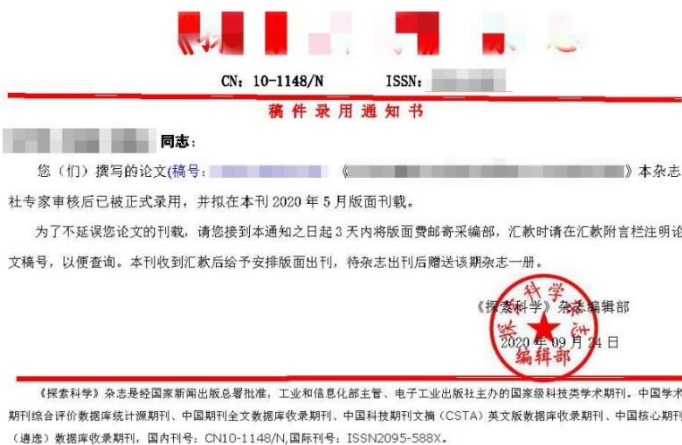 CN: 10-1148/N ISSN:
稿件录用通知书
同志:
您（们）撰写的论文(稿号: 《 》本杂志
社专家审核后已被正式录用，并拟在本刊 2020 年 5 月版面刊载。
为了不延误您论文的刊载，请您接到本通知之日起 3 天内将版面费邮寄采编部，汇款时请在汇款附言栏注明论
文稿号，以便查询。本刊收到汇款后给予安排版面出刊，待杂志出刊后赠送该期杂志一册。
《探索科学》杂志编辑部
2020 年 09 月 24 日
探索科学杂志
编辑部
《探索科学》杂志是经国家新闻出版总署批准，工业和信息化部主管、电子工业出版社主办的国家级科技类学术期刊。中国学术
期刊综合评价数据库统计源期刊、中国期刊全文数据库收录期刊、中国科技期刊文摘（CSTA）英文版数据库收录期刊、中国核心期刊
（遴选）数据库收录期刊，国内刊号：CN10-1148/N,国际刊号：ISSN2095-588X。